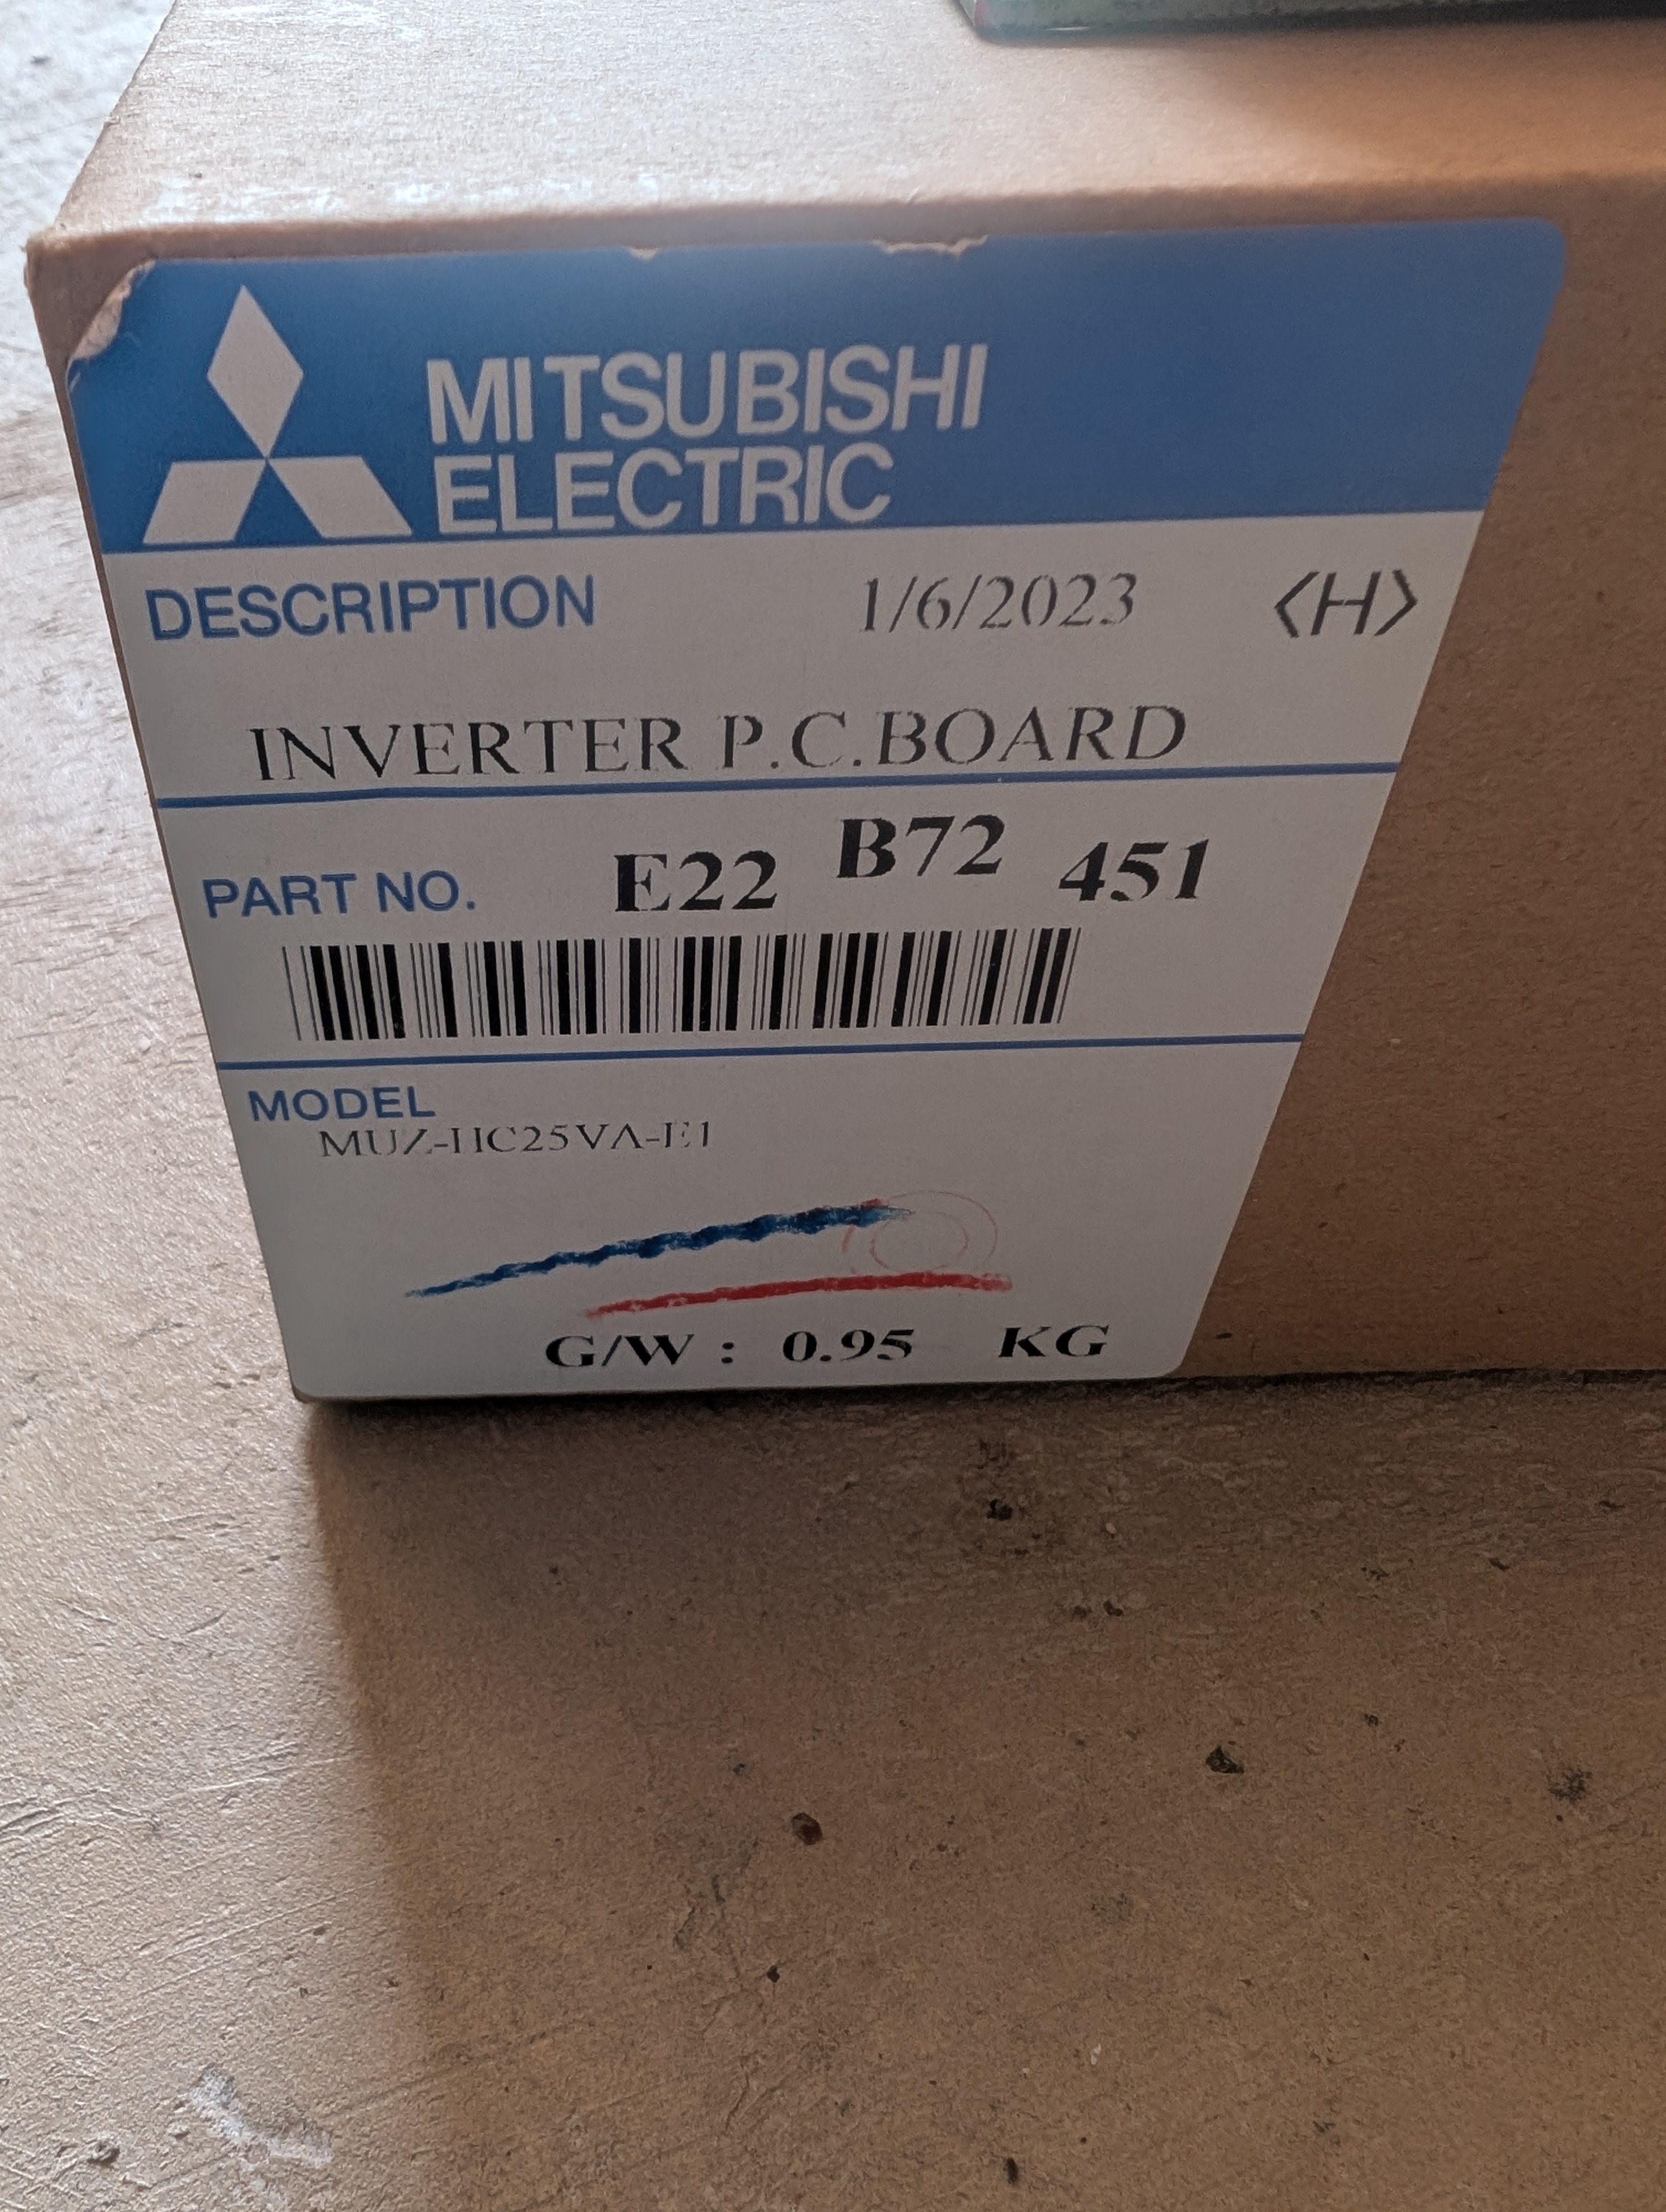 MITSUBISHI
ELECTRIC
DESCRIPTION 1/6/2023 <H>
INVERTER P.C.BOARD
PART NO. E22 B72 451
MODEL
MUZ-HC25VA-E1
G/W : 0.95 KG